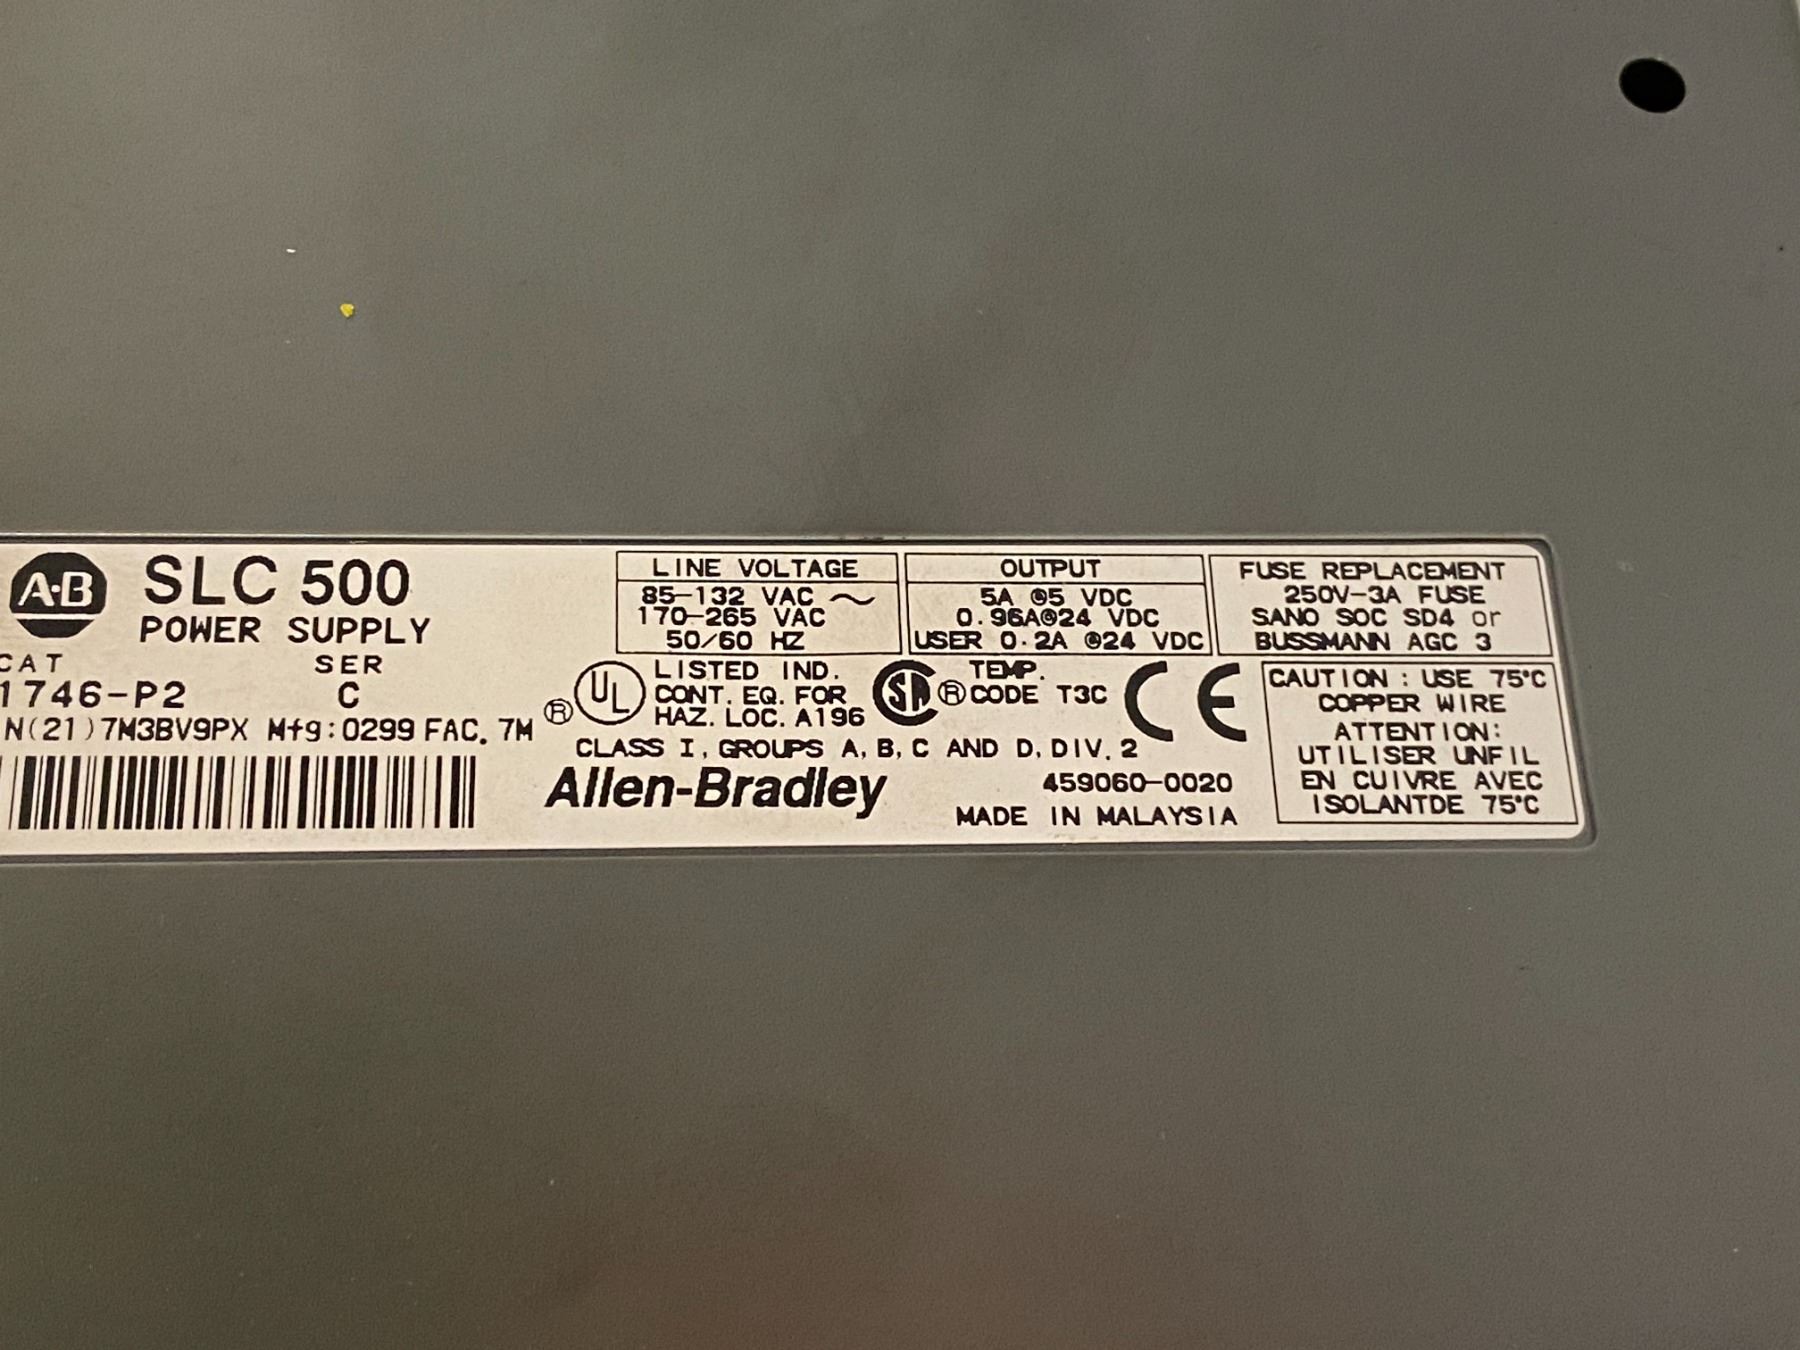 A·B SLC 500
POWER SUPPLY
CAT SER
1746-P2 C
N(21)7M3BV9PX Mfg:0299 FAC. 7M
LINE VOLTAGE
85-132 VAC ~
170-265 VAC
50/60 HZ
OUTPUT
5A @5 VDC
0.96A@24 VDC
USER 0.2A @24 VDC
FUSE REPLACEMENT
250V-3A FUSE
SANO SOC SD4 or
BUSSMANN AGC 3
® UL LISTED IND.
CONT. EQ. FOR
HAZ. LOC. A196
SA ® TEMP.
CODE T3C
CE
CLASS I, GROUPS A, B, C AND D, DIV. 2
Allen-Bradley
459060-0020
MADE IN MALAYSIA
CAUTION : USE 75°C
COPPER WIRE
ATTENTION:
UTILISER UNFIL
EN CUIVRE AVEC
ISOLANTDE 75°C